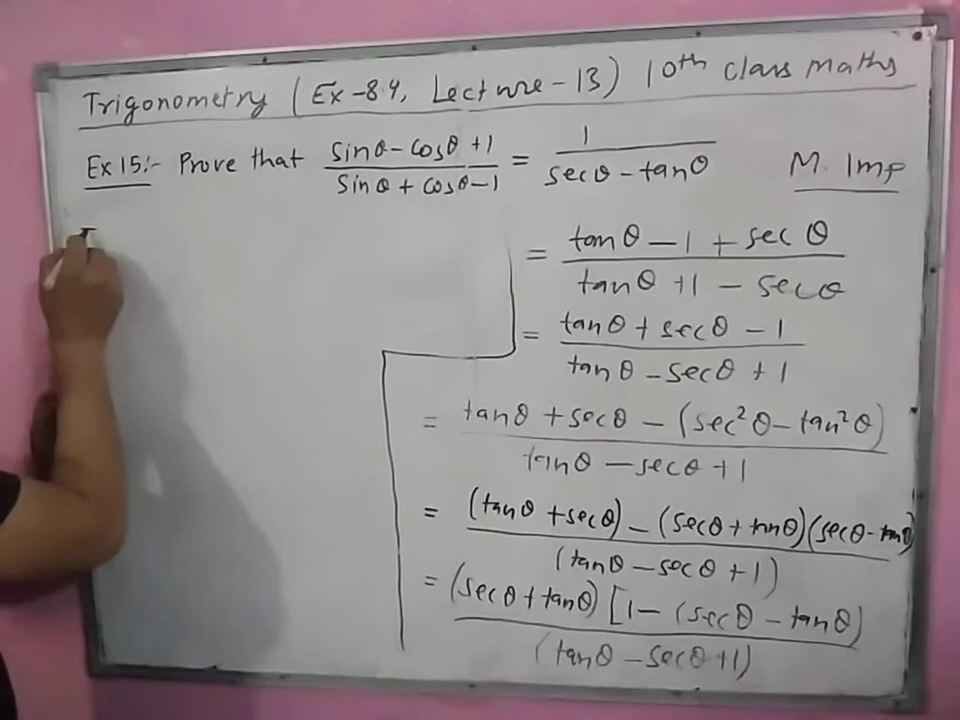 Trigonometry (Ex-8.4, Lecture-13) 10th class Maths
Ex 15:- Prove that (sinθ - cosθ + 1)/(sinθ + cosθ - 1) = 1/(secθ - tanθ) M. Imp
= (tanθ - 1 + secθ)/(tanθ + 1 - secθ)
= (tanθ + secθ - 1)/(tanθ - secθ + 1)
= (tanθ + secθ - (sec²θ - tan²θ))/(tanθ - secθ + 1)
= ((tanθ + secθ) - (secθ + tanθ)(secθ - tanθ))/((tanθ - secθ + 1))
= ((secθ + tanθ) [1 - (secθ - tanθ))/((tanθ - secθ + 1))